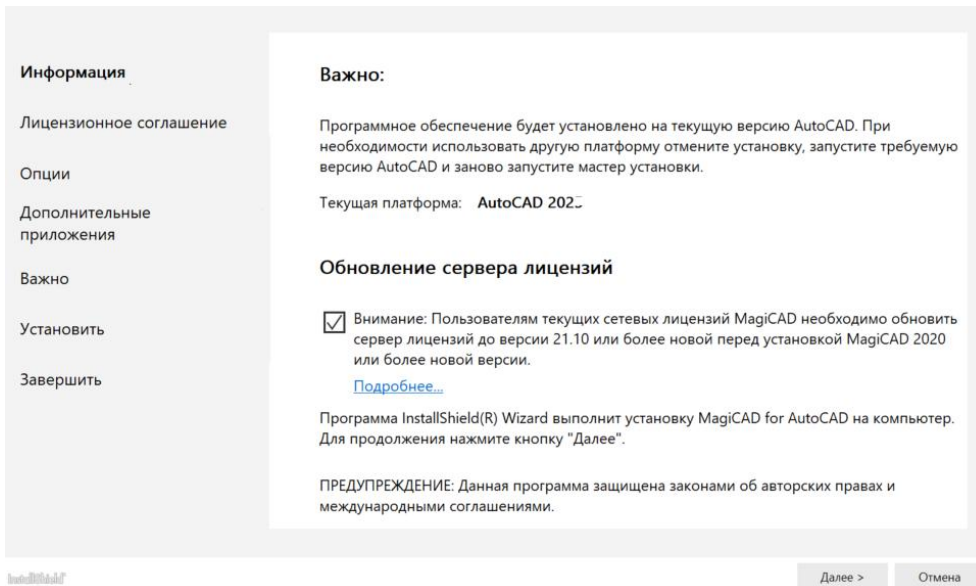 Информация
Лицензионное соглашение
Опции
Дополнительные
приложения
Важно
Установить
Завершить
Важно:
Программное обеспечение будет установлено на текущую версию AutoCAD. При
необходимости использовать другую платформу отмените установку, запустите требуемую
версию AutoCAD и заново запустите мастер установки.
Текущая платформа: AutoCAD
Обновление сервера лицензий
Внимание: Пользователям текущих сетевых лицензий MagiCAD необходимо обновить
сервер лицензий до версии 21.10 или более новой перед установкой MagiCAD 2020
или более новой версии.
Подробнее...
Программа InstallShield(R) Wizard выполнит установку MagiCAD for AutoCAD на компьютер.
Для продолжения нажмите кнопку "Далее".
ПРЕДУПРЕЖДЕНИЕ: Данная программа защищена законами об авторских правах и
международными соглашениями.
InstallShield
Далее >
Отмена